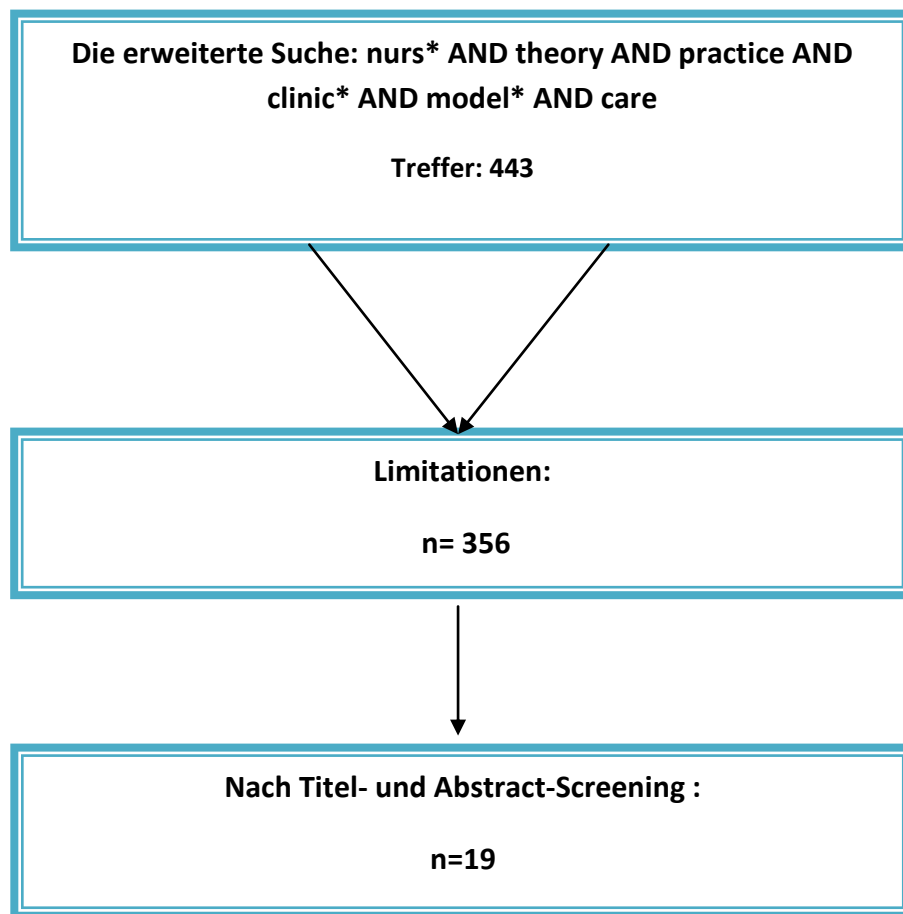 Die erweiterte Suche: nurs* AND theory AND practice AND
clinic* AND model* AND care
Treffer: 443
Limitationen:
n= 356
Nach Titel- und Abstract-Screening :
n=19